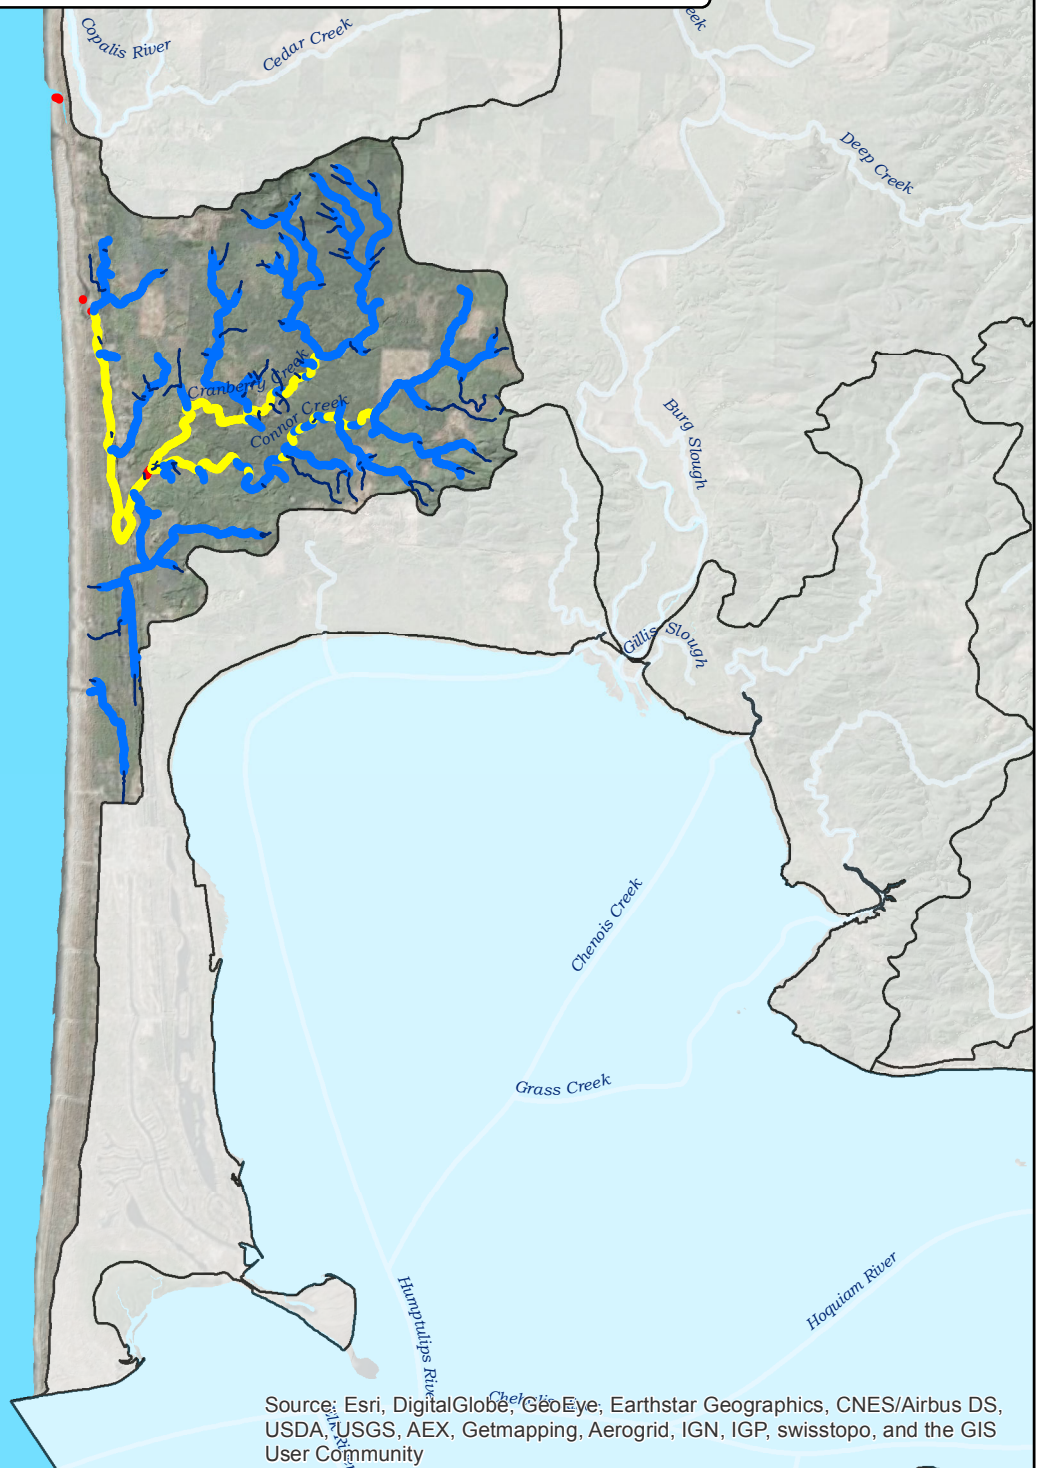 Copalis River
Cedar Creek
eek
Deep Creek
Cranberry Creek
Connor Creek
Burg Slough
Gillis Slough
Chenois Creek
Grass Creek
Humptulips River
Hoquiam River
Source: Esri, DigitalGlobe, GeoEye, Earthstar Geographics, CNES/Airbus DS,
USDA, USGS, AEX, Getmapping, Aerogrid, IGN, IGP, swisstopo, and the GIS
User Community